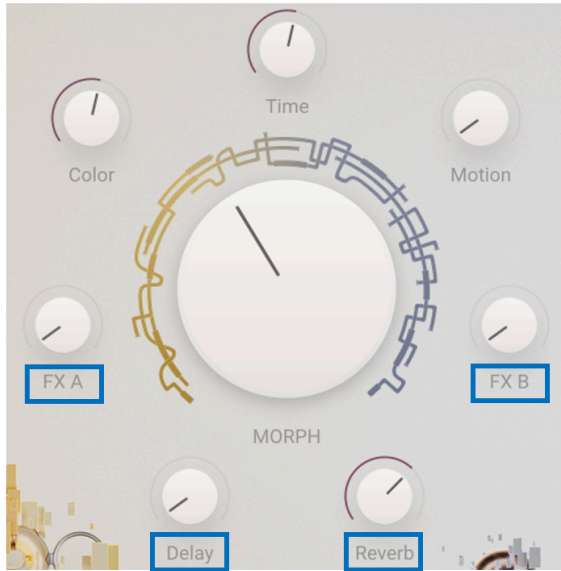 Time
Color
Motion
FX A
FX B
MORPH
Delay
Reverb